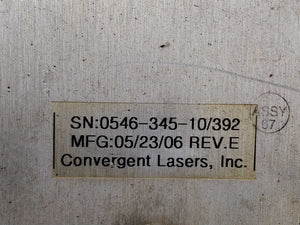 SN:0546-345-10/392
MFG:05/23/06 REV.E
Convergent Lasers, Inc.
ASSY
67